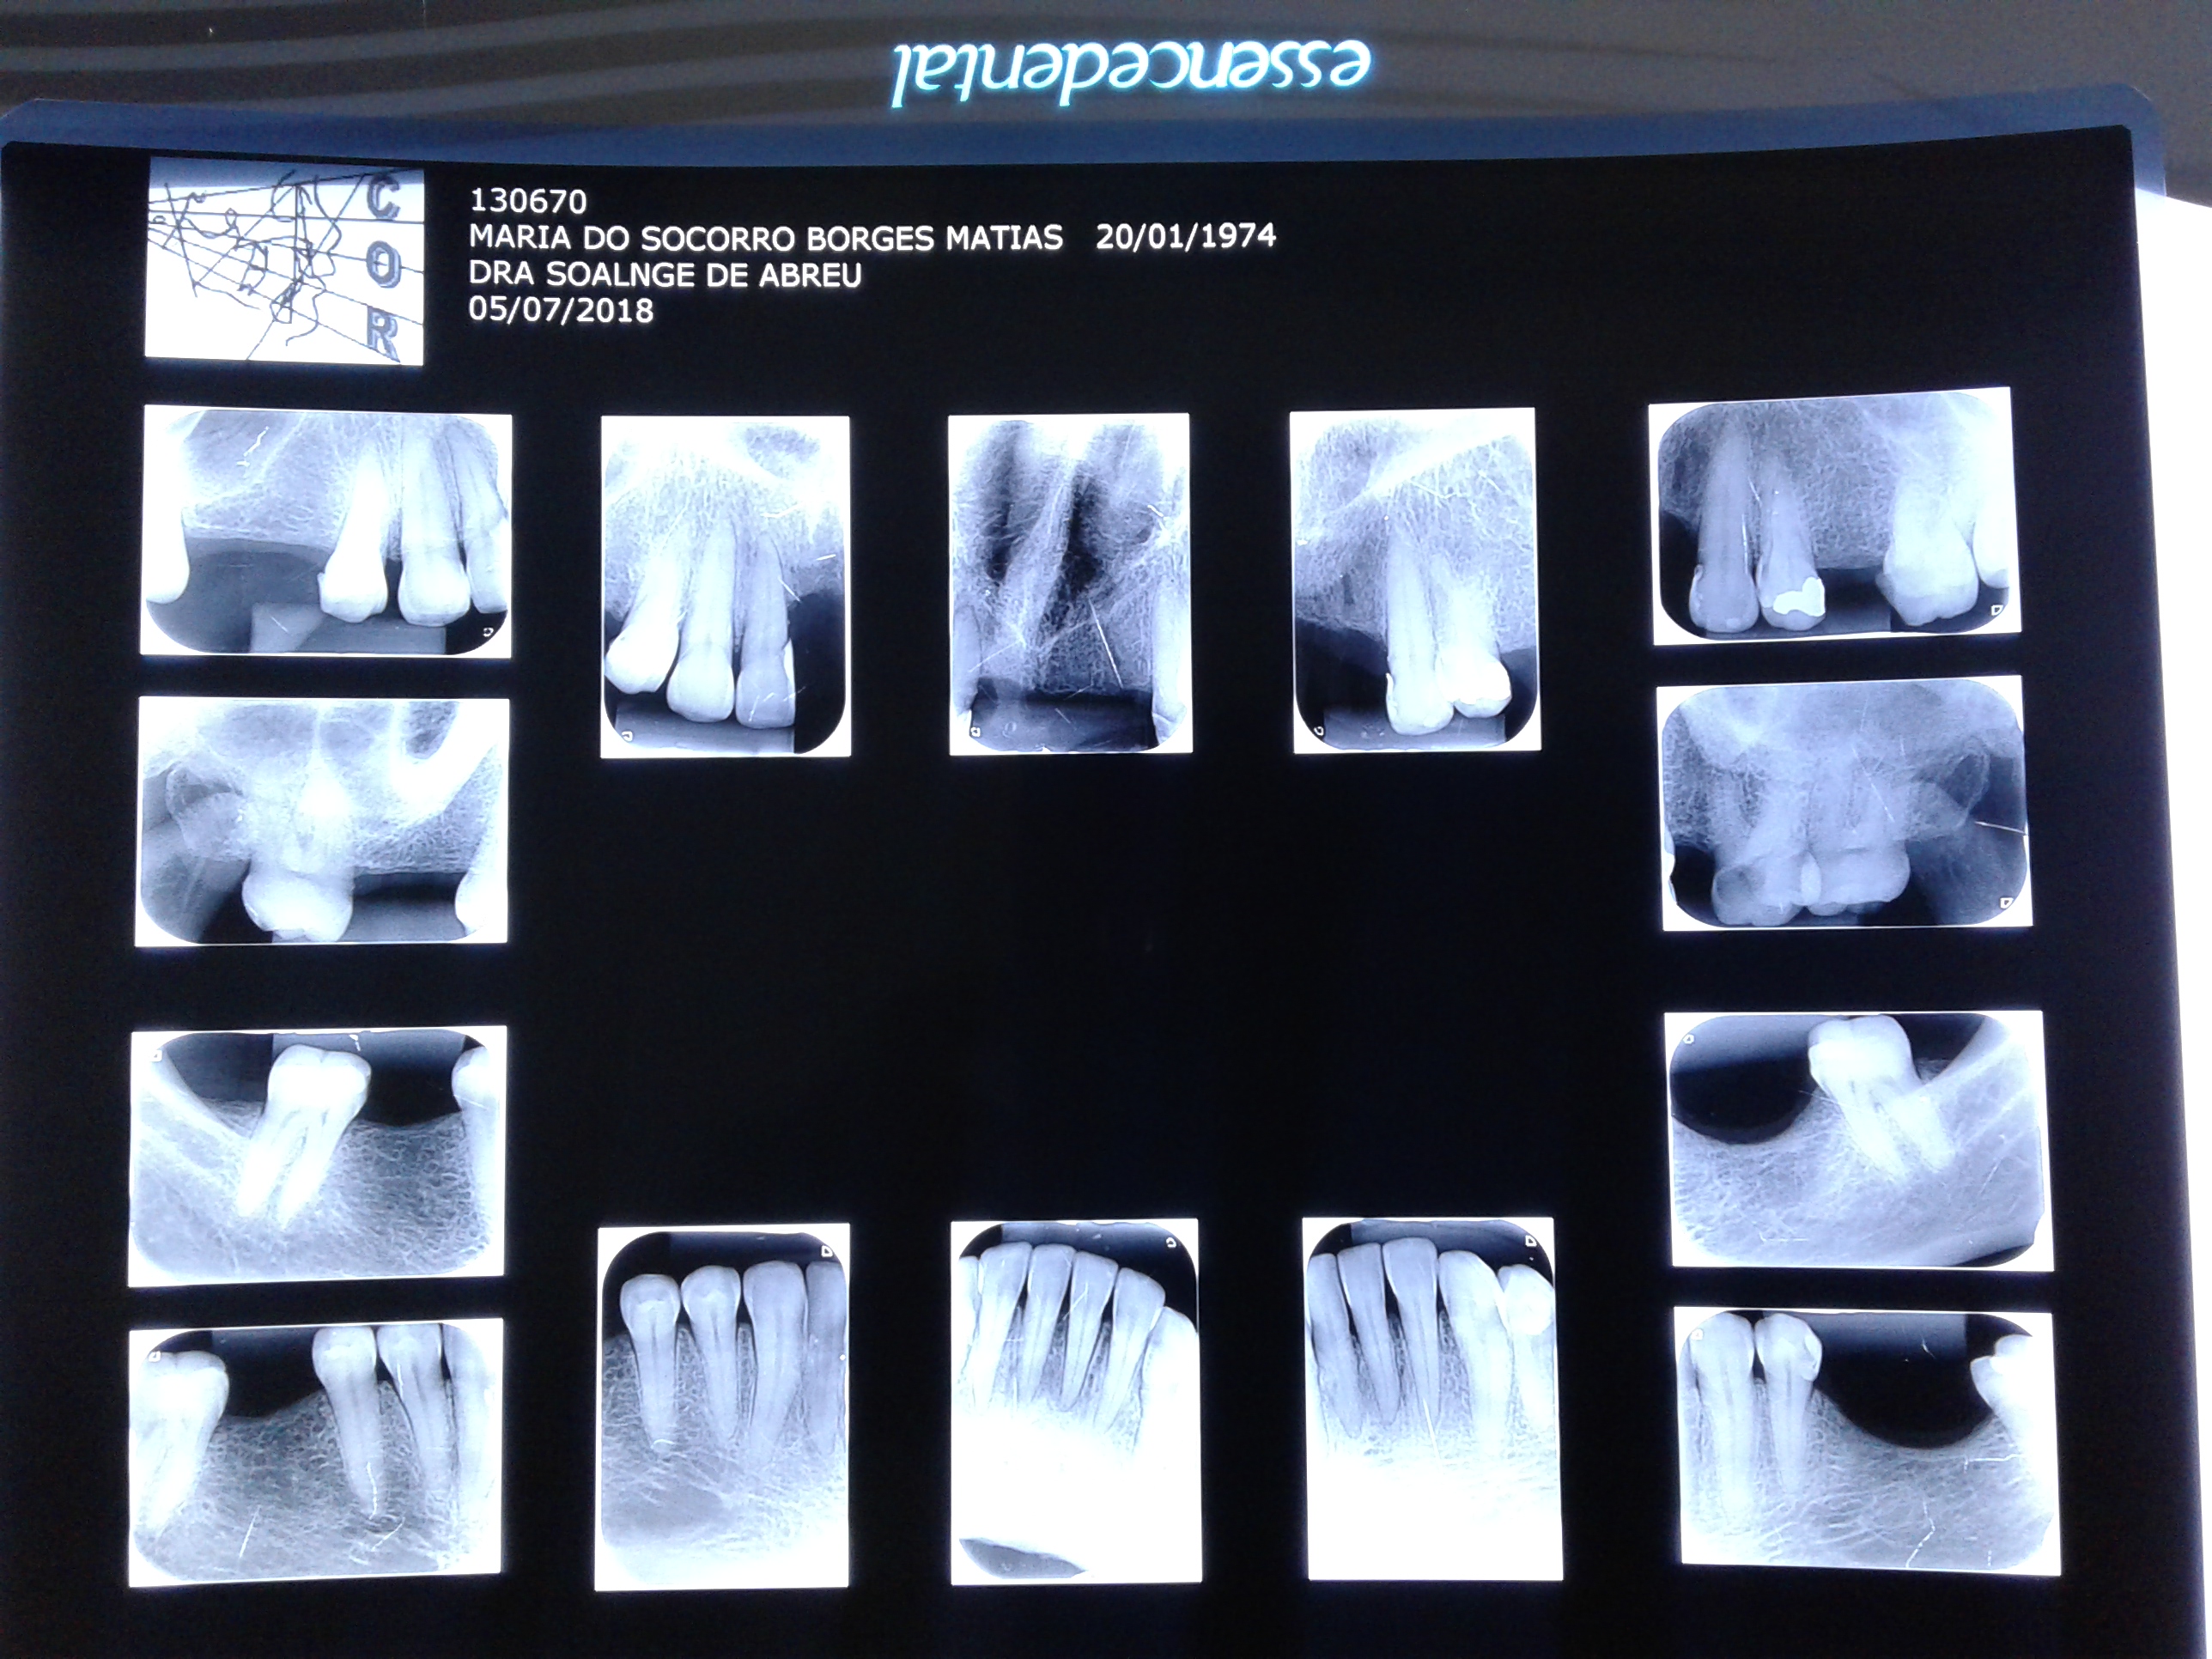 essencedental
C
O
R
130670
MARIA DO SOCORRO BORGES MATIAS 20/01/1974
DRA SOALNGE DE ABREU
05/07/2018